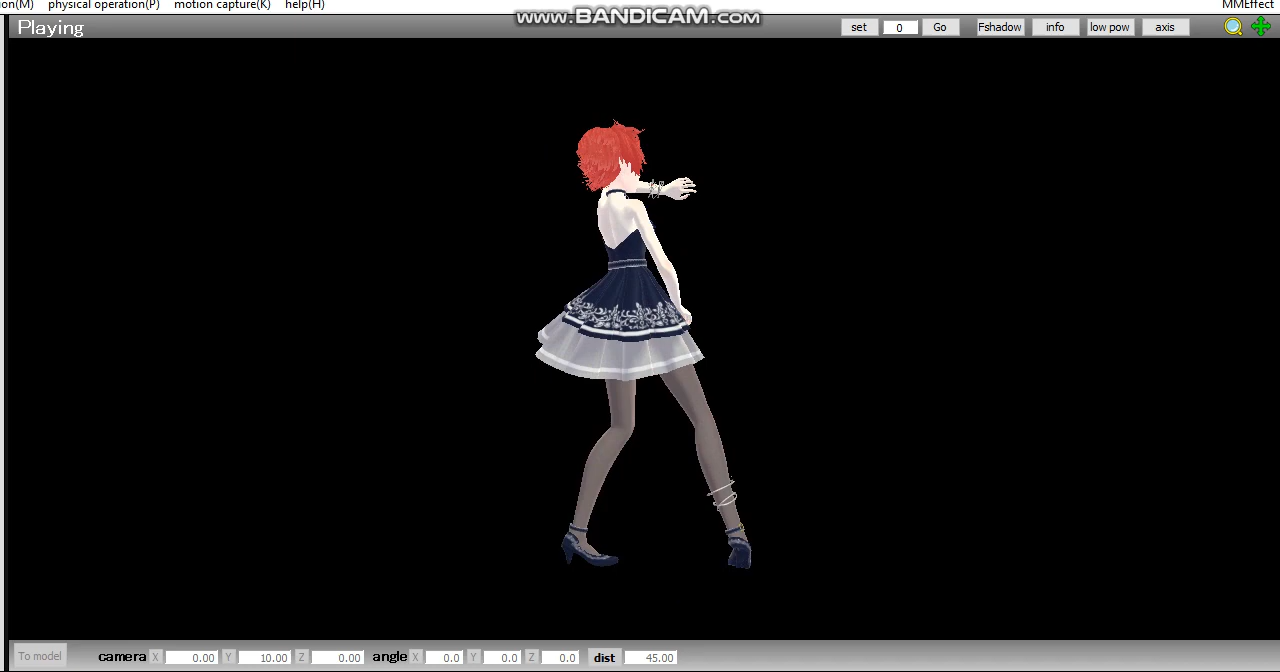 on(M) physical operation(P) motion capture(K) help(H) MMEffect
www.BANDICAM.com
Playing set 0 Go Fshadow info low pow axis
To model camera X 0.00 Y 10.00 Z 0.00 angle X 0.0 Y 0.0 Z 0.0 dist 45.00